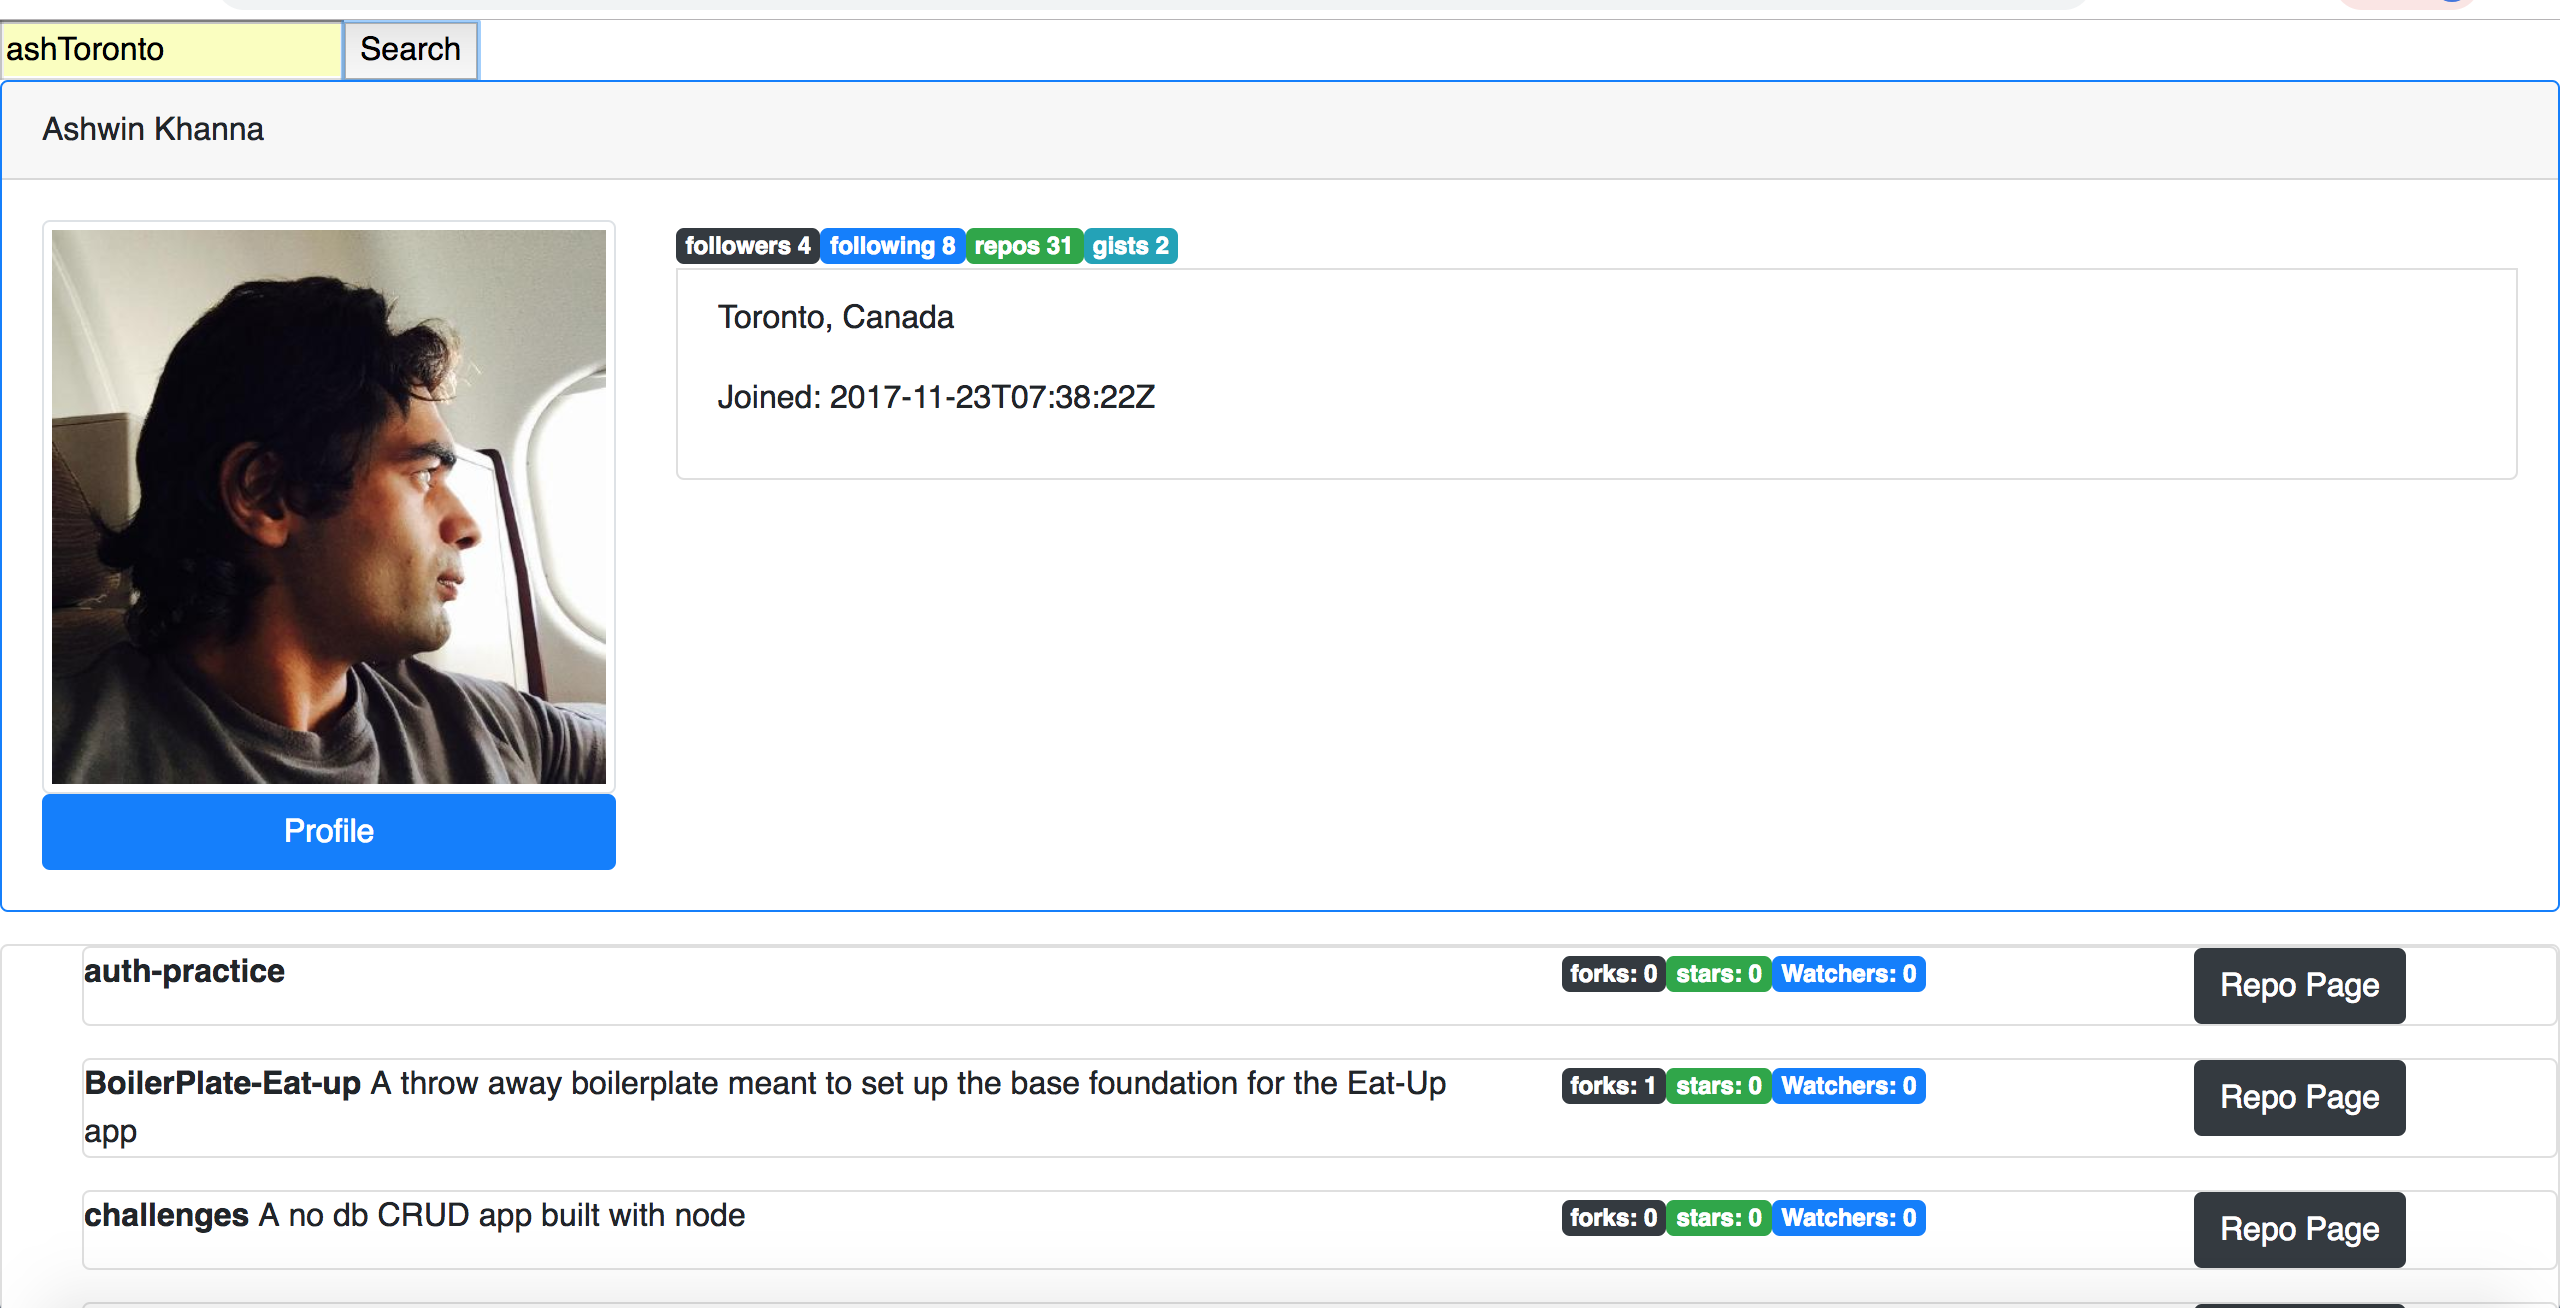 ashToronto Search
Ashwin Khanna
followers 4 following 8 repos 31 gists 2
Toronto, Canada
Joined: 2017-11-23T07:38:22Z
Profile
auth-practice forks: 0 stars: 0 Watchers: 0 Repo Page
BoilerPlate-Eat-up A throw away boilerplate meant to set up the base foundation for the Eat-Up forks: 1 stars: 0 Watchers: 0 Repo Page
app
challenges A no db CRUD app built with node forks: 0 stars: 0 Watchers: 0 Repo Page